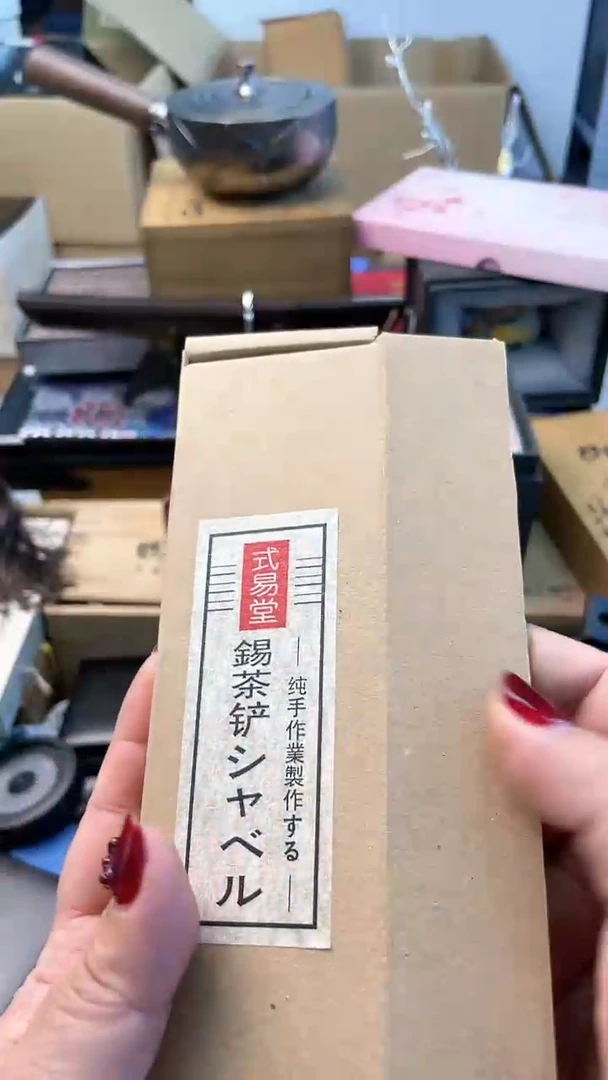 式易堂
錫茶铲シャベル
纯手作業製作する